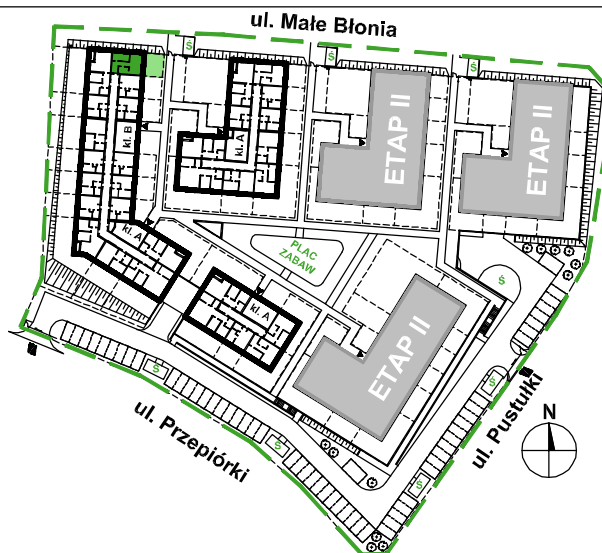 ul. Małe Błonia
Ś
Ś
Ś
kl. B
kl. A
ETAP II
ETAP II
kl. A
PLAC
ZABAW
Ś
kl. A
ETAP II
Ś
Ś
ul. Przepiórki
ul. Pustułki
N
Ś
Ś